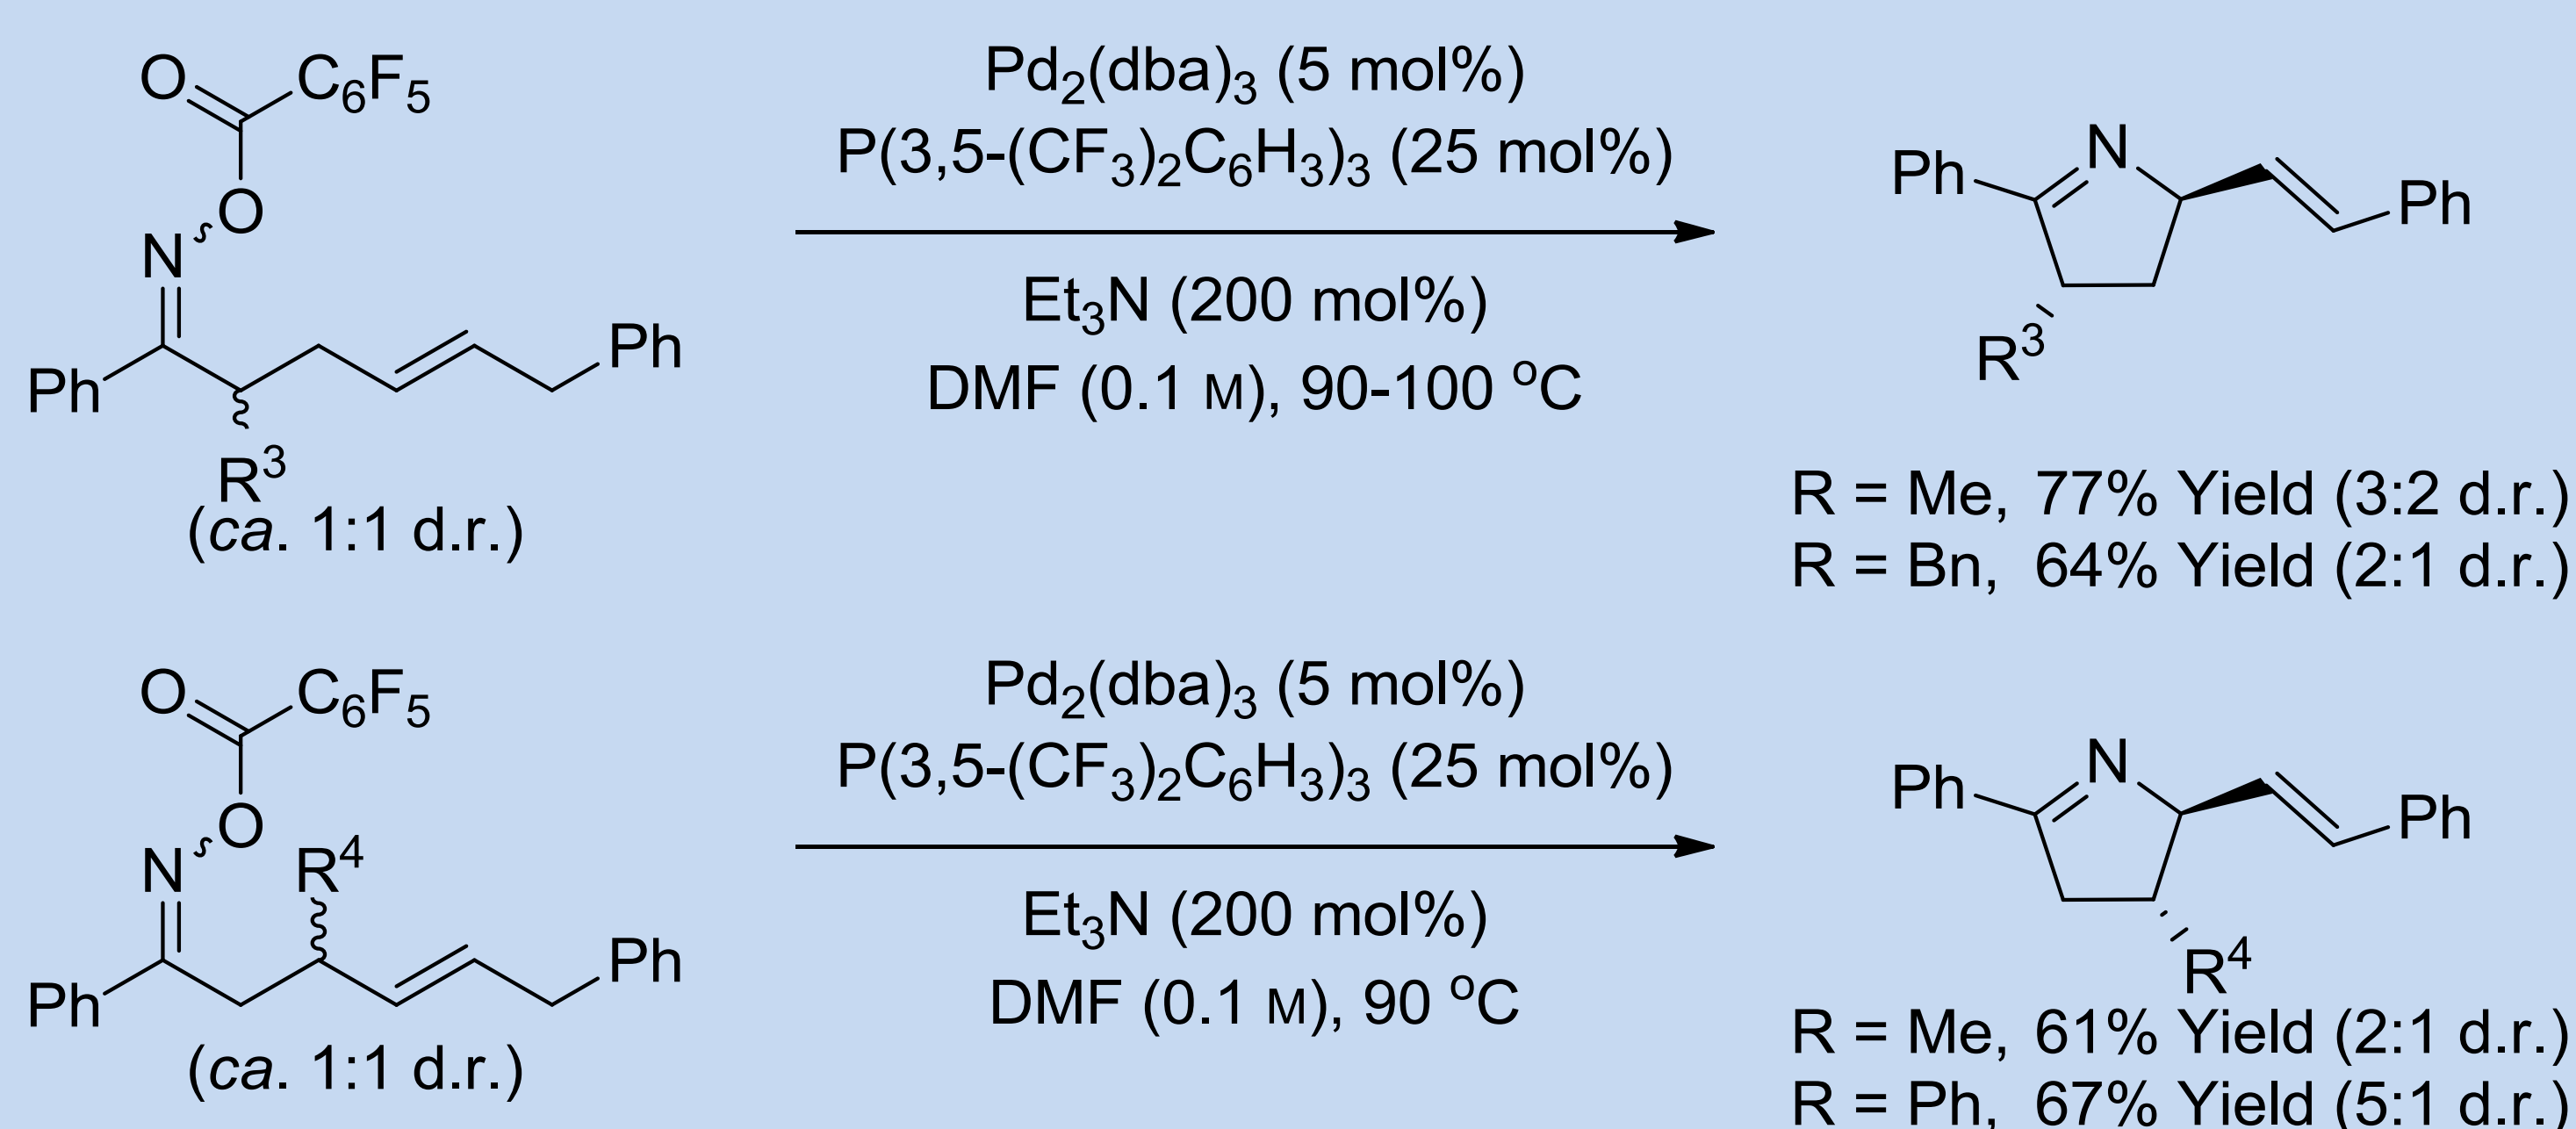 O
C6F5
O
N
Ph
Ph
R3
(ca. 1:1 d.r.)
Pd2(dba)3 (5 mol%)
P(3,5-(CF3)2C6H3)3 (25 mol%)
Et3N (200 mol%)
DMF (0.1 M), 90-100 oC
Ph
N
Ph
R3
R = Me, 77% Yield (3:2 d.r.)
R = Bn, 64% Yield (2:1 d.r.)
O
C6F5
O
N
R4
Ph
Ph
(ca. 1:1 d.r.)
Pd2(dba)3 (5 mol%)
P(3,5-(CF3)2C6H3)3 (25 mol%)
Et3N (200 mol%)
DMF (0.1 M), 90 oC
Ph
N
Ph
R4
R = Me, 61% Yield (2:1 d.r.)
R = Ph, 67% Yield (5:1 d.r.)